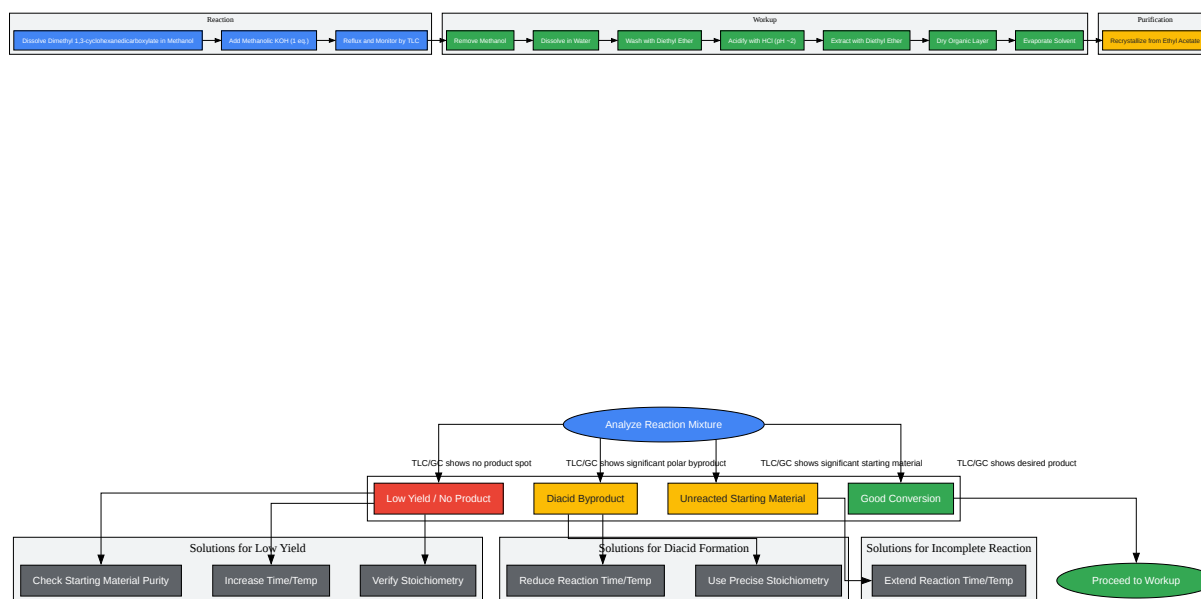 Reaction
Workup
Purification
Dissolve Dimethyl 1,3-cyclohexanedicarboxylate in Methanol
Add Methanolic KOH (1 eq.)
Reflux and Monitor by TLC
Remove Methanol
Dissolve in Water
Wash with Diethyl Ether
Acidify with HCl (pH ~2)
Extract with Diethyl Ether
Dry Organic Layer
Evaporate Solvent
Recrystallize from Ethyl Acetate
Analyze Reaction Mixture
TLC/GC shows no product spot
TLC/GC shows significant polar byproduct
TLC/GC shows significant starting material
TLC/GC shows desired product
Low Yield / No Product
Diacid Byproduct
Unreacted Starting Material
Good Conversion
Solutions for Low Yield
Solutions for Diacid Formation
Solutions for Incomplete Reaction
Check Starting Material Purity
Increase Time/Temp
Verify Stoichiometry
Reduce Reaction Time/Temp
Use Precise Stoichiometry
Extend Reaction Time/Temp
Proceed to Workup